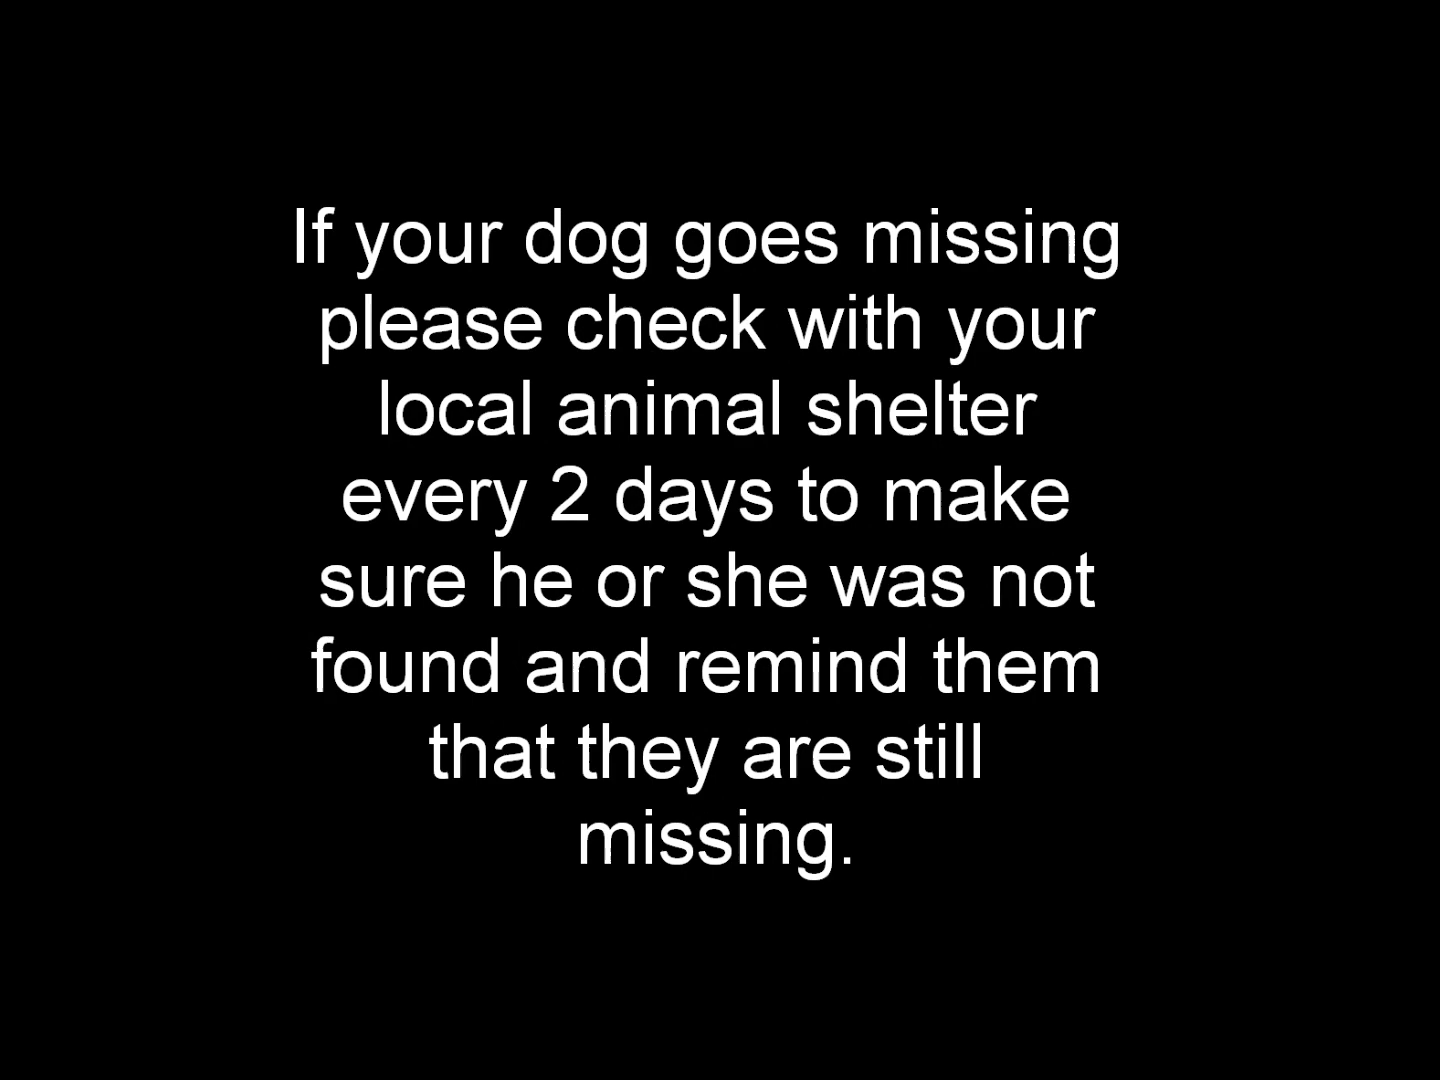 If your dog goes missing
please check with your
local animal shelter
every 2 days to make
sure he or she was not
found and remind them
that they are still
missing.